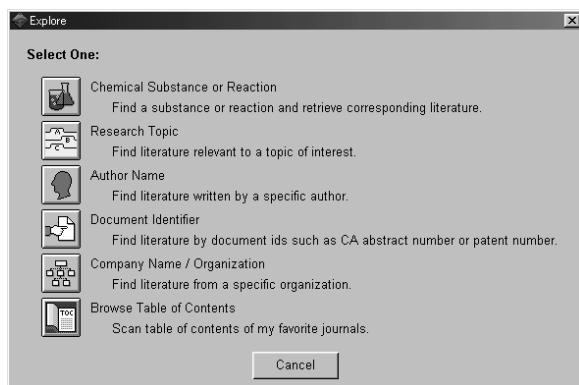 Explore
Select One:
Chemical Substance or Reaction
Find a substance or reaction and retrieve corresponding literature.
Research Topic
Find literature relevant to a topic of interest.
Author Name
Find literature written by a specific author.
Document Identifier
Find literature by document ids such as CA abstract number or patent number.
Company Name / Organization
Find literature from a specific organization.
TOC
Browse Table of Contents
Scan table of contents of my favorite journals.
Cancel